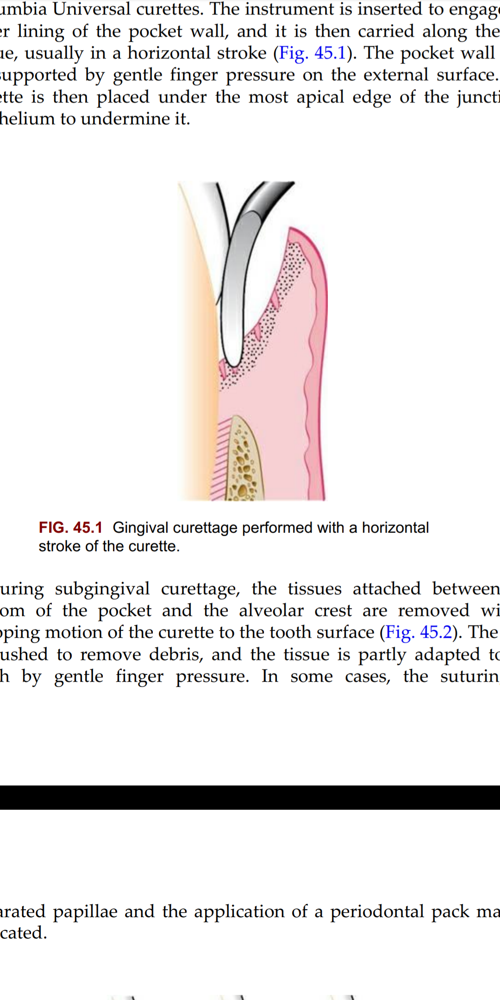 umbia Universal curettes. The instrument is inserted to engag
er lining of the pocket wall, and it is then carried along the
ue, usually in a horizontal stroke (Fig. 45.1). The pocket wall
supported by gentle finger pressure on the external surface.
ette is then placed under the most apical edge of the juncti
helium to undermine it.
FIG. 45.1 Gingival curettage performed with a horizontal
stroke of the curette.
uring subgingival curettage, the tissues attached between
om of the pocket and the alveolar crest are removed wi
pping motion of the curette to the tooth surface (Fig. 45.2). The
ushed to remove debris, and the tissue is partly adapted to
h by gentle finger pressure. In some cases, the suturin
arated papillae and the application of a periodontal pack ma
cated.